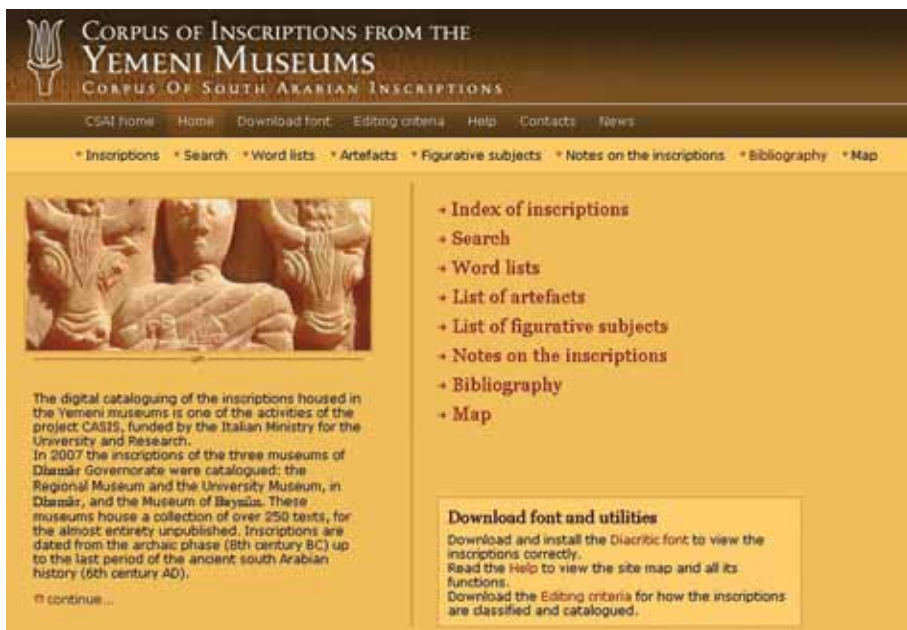 CORPUS OF INSCRIPTIONS FROM THE
YEMENI MUSEUMS
CORPUS OF SOUTH ARABIAN INSCRIPTIONS
CSAI home Home Download font Editing criteria Help Contacts News
Inscriptions Search Word lists Artefacts Figurative subjects Notes on the inscriptions Bibliography Map
Index of inscriptions
Search
Word lists
List of artefacts
List of figurative subjects
Notes on the inscriptions
Bibliography
Map
The digital cataloguing of the inscriptions housed in
the Yemeni museums is one of the activities of the
project CASIS, funded by the Italian Ministry for the
University and Research.
In 2007 the inscriptions of the three museums of
Dhamār Governorate were catalogued: the
Regional Museum and the University Museum, in
Dhamār, and the Museum of Baynūn. These
museums house a collection of over 250 texts, for
the almost entirety unpublished. Inscriptions are
dated from the archaic phase (8th century BC) up
to the last period of the ancient south Arabian
history (6th century AD).
continue...
Download font and utilities
Download and install the Diacritic font to view the
inscriptions correctly.
Read the Help to view the site map and all its
functions.
Download the Editing criteria for how the inscriptions
are classified and catalogued.